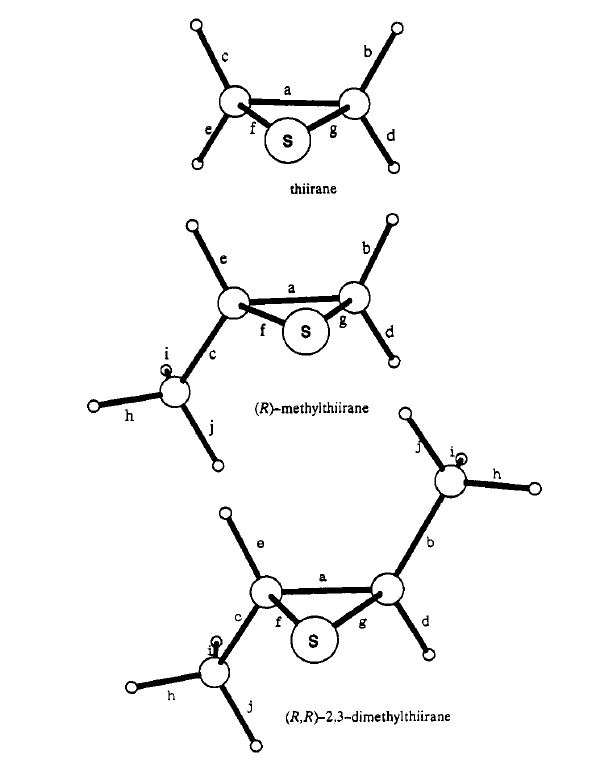 c
b
a
e
f
g
d
S
thiirane
e
b
a
f
g
d
S
i
c
h
j
(R)-methylthiirane
j
i
h
e
b
a
c
f
g
d
S
i
h
j
(R,R)-2,3-dimethylthiirane